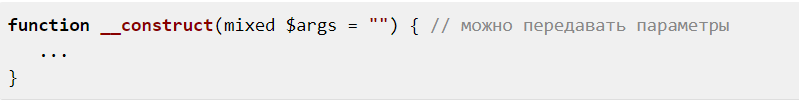 function __construct(mixed $args = "") { // можно передавать параметры
...
}